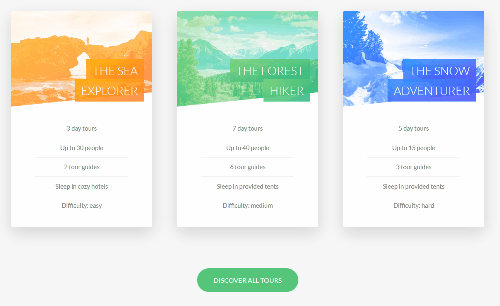 THE SEA
EXPLORER
3 day tours
Up to 30 people
2 tour guides
Sleep in cozy hotels
Difficulty: easy
THE FOREST
HIKER
7 day tours
Up to 40 people
6 tour guides
Sleep in provided tents
Difficulty: medium
THE SNOW
ADVENTURER
5 day tours
Up to 15 people
3 tour guides
Sleep in provided tents
Difficulty: hard
DISCOVER ALL TOURS